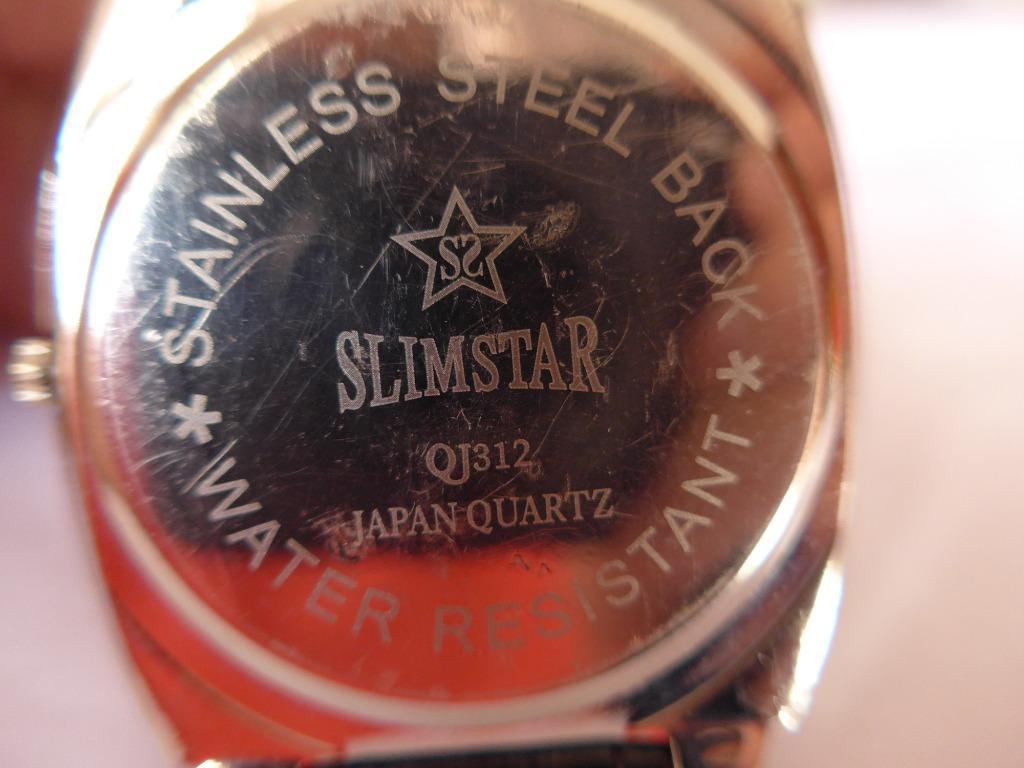 STAINLESS STEEL BACK
SS
SLIMSTAR
QJ312
JAPAN QUARTZ
* WATER RESISTANT *